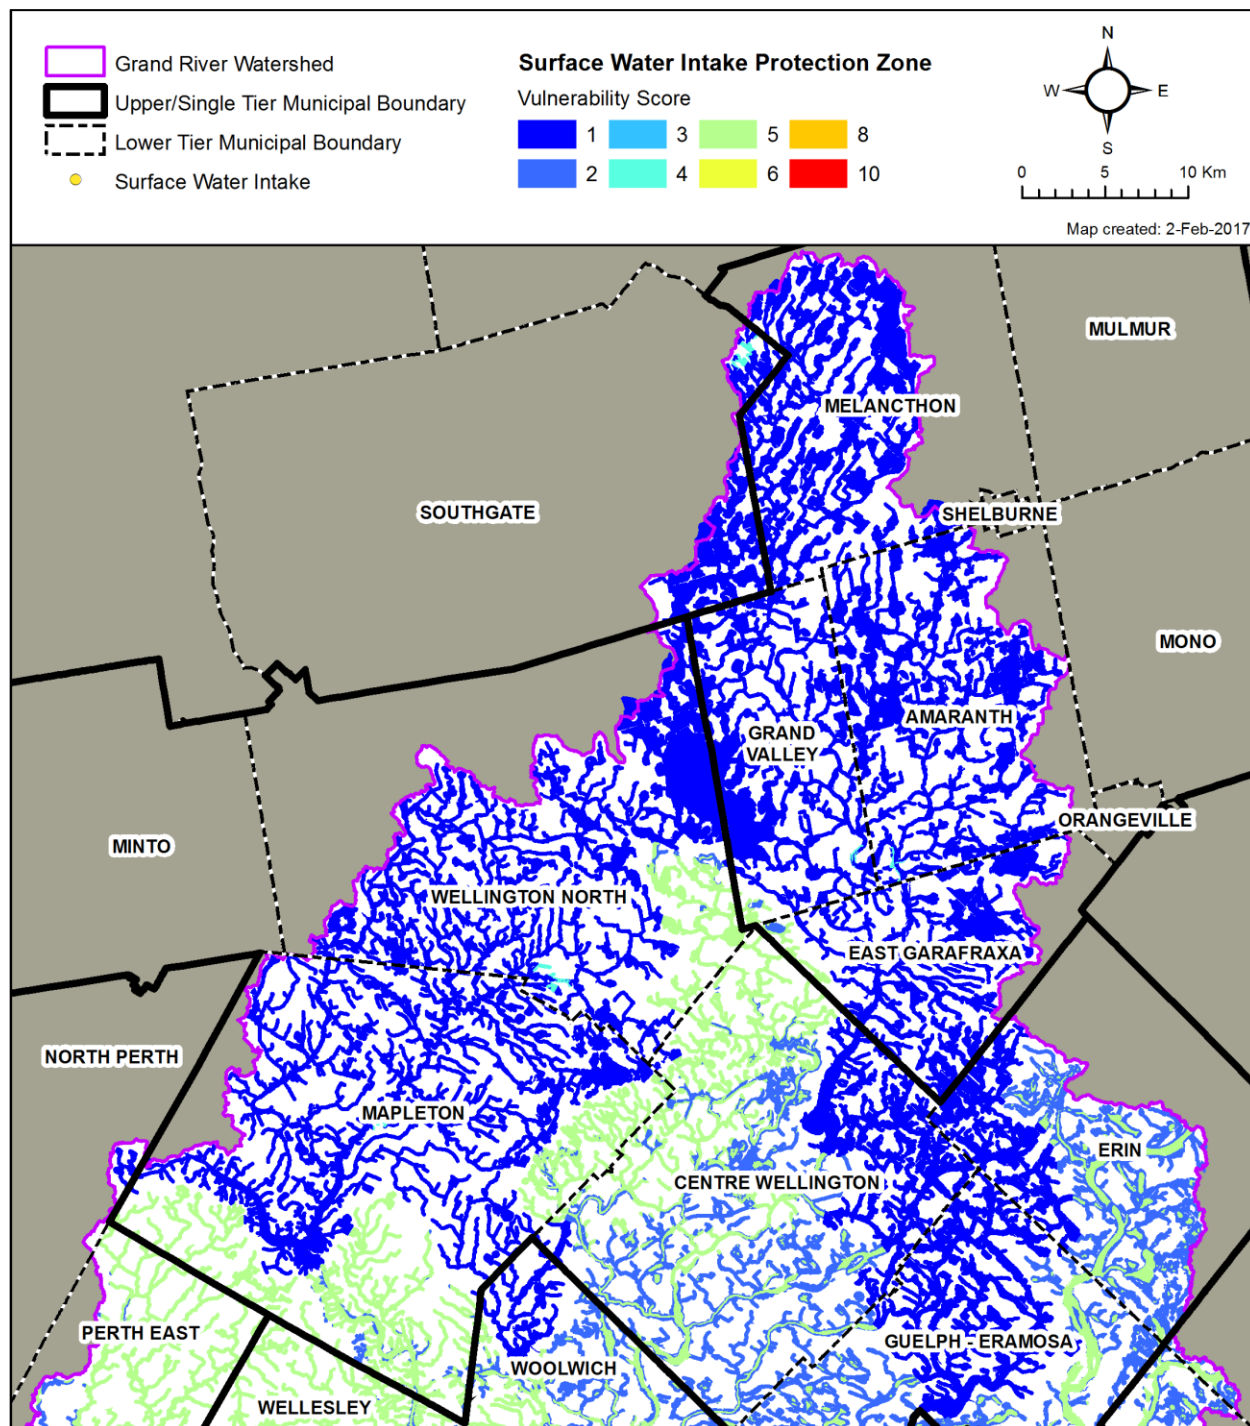 Grand River Watershed
Upper/Single Tier Municipal Boundary
Lower Tier Municipal Boundary
Surface Water Intake
Surface Water Intake Protection Zone
Vulnerability Score
1 3 5 8
2 4 6 10
N
W E
S
0 5 10 Km
Map created: 2-Feb-2017
MULMUR
MELANCTHON
SOUTHGATE
SHELBURNE
MONO
AMARANTH
GRAND
VALLEY
ORANGEVILLE
MINTO
WELLINGTON NORTH
EAST GARAFRAXA
NORTH PERTH
MAPLETON
ERIN
CENTRE WELLINGTON
PERTH EAST
GUELPH - ERAMOSA
WOOLWICH
WELLESLEY